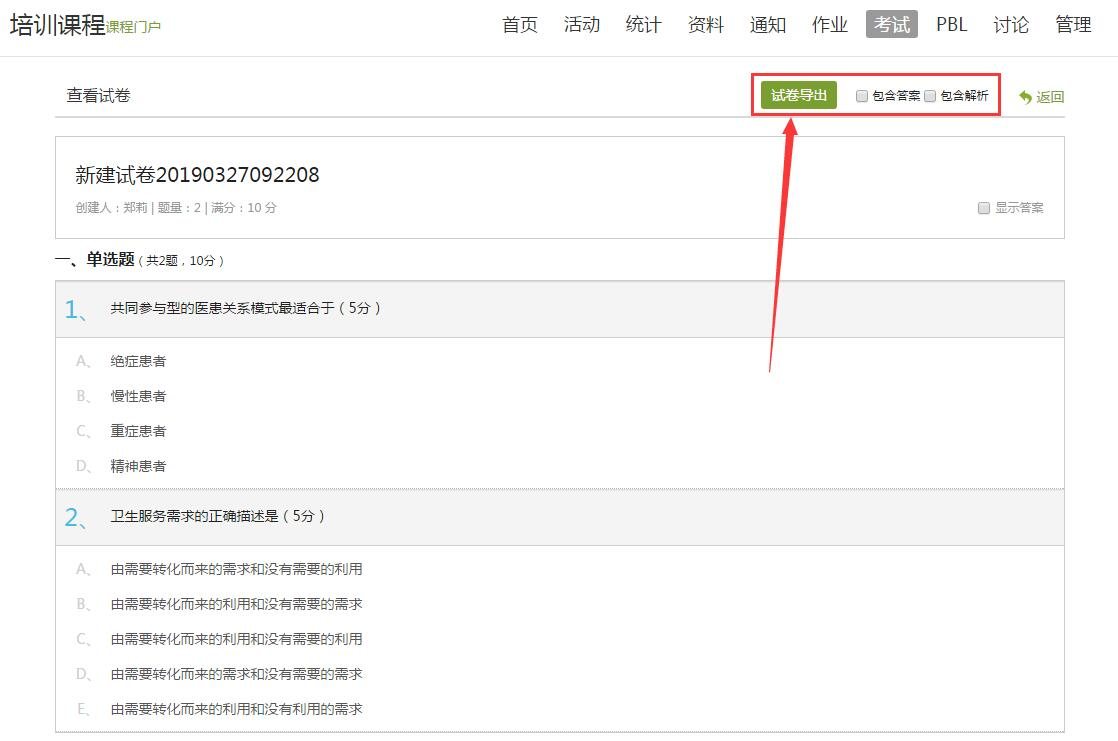 培训课程课程门户 首页 活动 统计 资料 通知 作业 考试 PBL 讨论 管理
查看试卷 试卷导出 包含答案 包含解析 返回
新建试卷20190327092208
创建人：郑莉 | 题量：2 | 满分：10 分 显示答案
一、单选题（共2题，10分）
1、 共同参与型的医患关系模式最适合于（5分）
A、 绝症患者
B、 慢性患者
C、 重症患者
D、 精神患者
2、 卫生服务需求的正确描述是（5分）
A、 由需要转化而来的需求和没有需要的利用
B、 由需要转化而来的利用和没有需要的需求
C、 由需要转化而来的利用和没有需要的利用
D、 由需要转化而来的需求和没有需要的需求
E、 由需要转化而来的利用和没有利用的需求